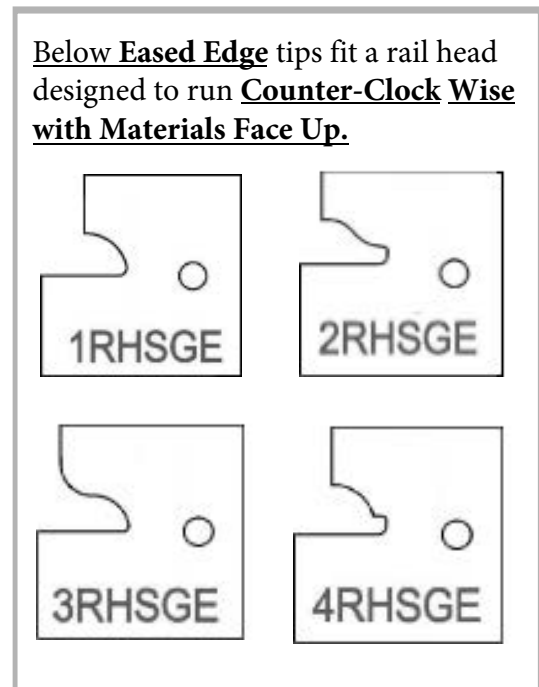 Below Eased Edge tips fit a rail head
designed to run Counter-Clock Wise
with Materials Face Up.
1RHSGE
2RHSGE
3RHSGE
4RHSGE